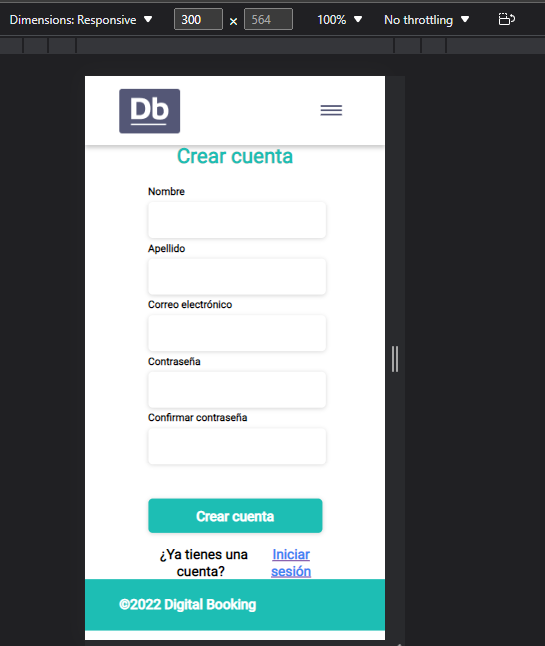 Dimensions: Responsive ▼ 300 × 564 100% ▼ No throttling ▼
Db
Crear cuenta
Nombre
Apellido
Correo electrónico
Contraseña
Confirmar contraseña
Crear cuenta
¿Ya tienes una cuenta? Iniciar sesión
©2022 Digital Booking